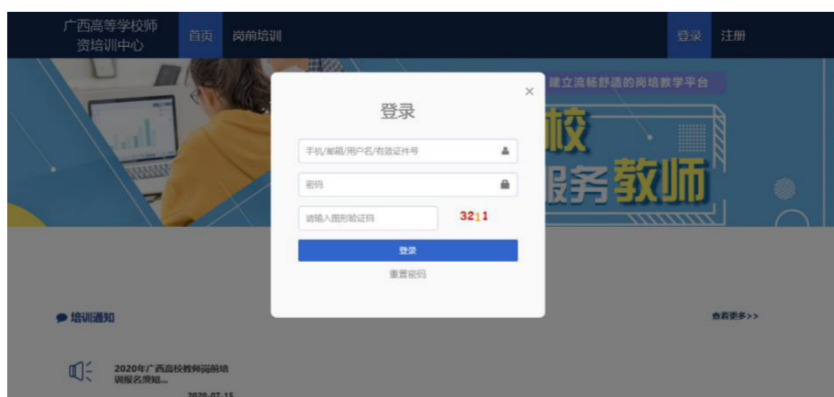 广西高等学校师
资培训中心
首页
岗前培训
登录
注册
建立流畅舒适的岗培教学平台
校
服务教师
×
登录
手机/邮箱/用户名/有效证件号
密码
请输入图形验证码
3211
登录
重置密码
培训通知
查看更多>>
2020年广西高校教师岗前培
训报名须知...
2020-07-15